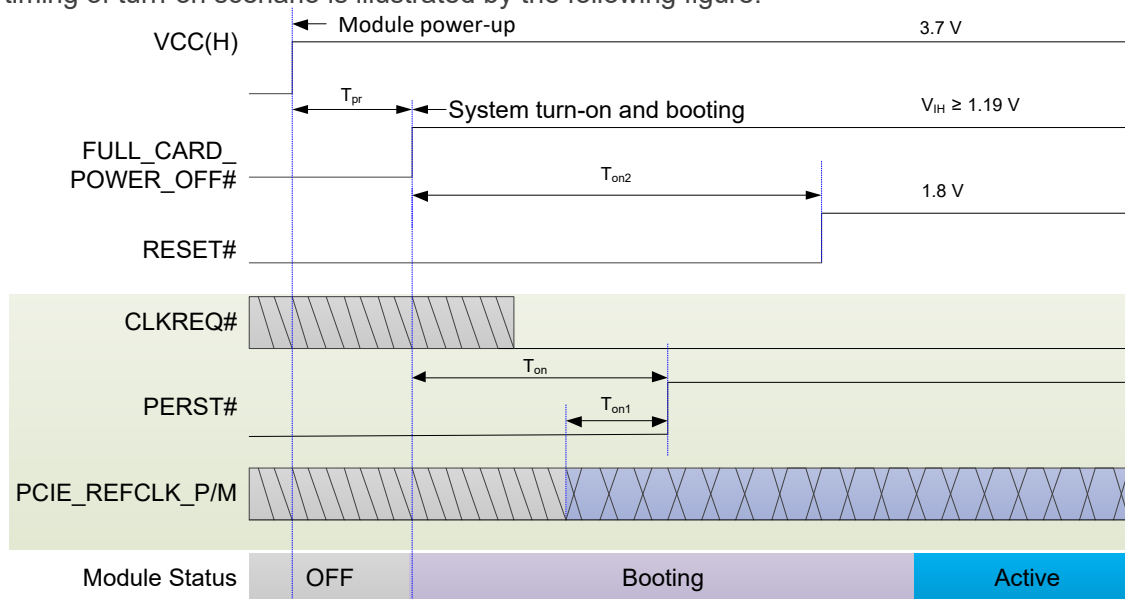 timing of turn-on scenario is illustrated by the following figure.
Module power-up
VCC(H)
3.7 V
Tpr
System turn-on and booting
VIH ≥ 1.19 V
FULL_CARD_
POWER_OFF#
Ton2
1.8 V
RESET#
CLKREQ#
Ton
PERST#
Ton1
PCIE_REFCLK_P/M
Module Status
OFF
Booting
Active